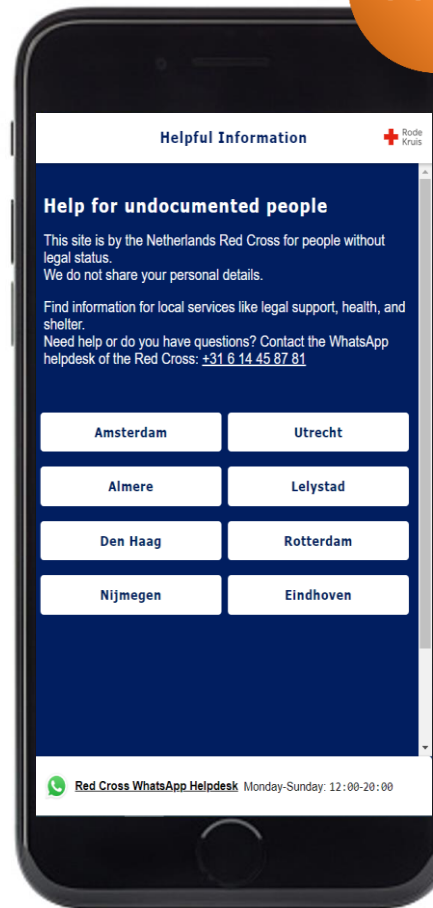 Helpful Information
Rode
Kruis
Help for undocumented people
This site is by the Netherlands Red Cross for people without
legal status.
We do not share your personal details.
Find information for local services like legal support, health, and
shelter.
Need help or do you have questions? Contact the WhatsApp
helpdesk of the Red Cross: +31 6 14 45 87 81
Amsterdam
Utrecht
Almere
Lelystad
Den Haag
Rotterdam
Nijmegen
Eindhoven
Red Cross WhatsApp Helpdesk Monday-Sunday: 12:00-20:00